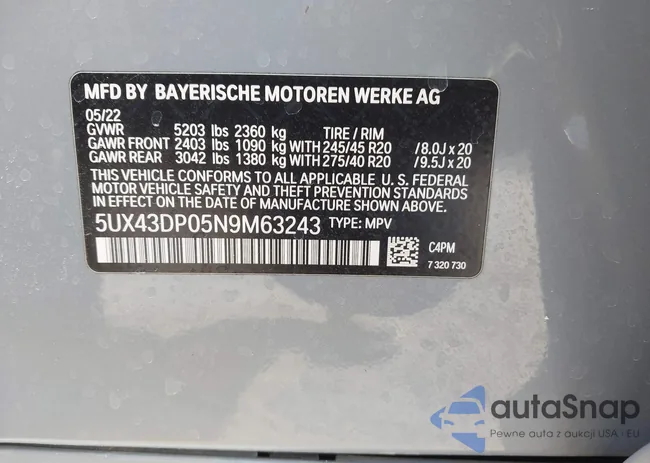 MFD BY BAYERISCHE MOTOREN WERKE AG
05/22
GVWR 5203 lbs 2360 kg TIRE / RIM
GAWR FRONT 2403 lbs 1090 kg WITH 245/45 R20 /8.0J x 20
GAWR REAR 3042 lbs 1380 kg WITH 275/40 R20 /9.5J x 20
THIS VEHICLE CONFORMS TO ALL APPLICABLE U. S. FEDERAL
MOTOR VEHICLE SAFETY AND THEFT PREVENTION STANDARDS
IN EFFECT ON THE DATE OF MANUFACTURE SHOWN ABOVE.
5UX43DP05N9M63243 TYPE: MPV
C4PM
7 320 730
autaSnap
Pewne auta z aukcji USA - EU